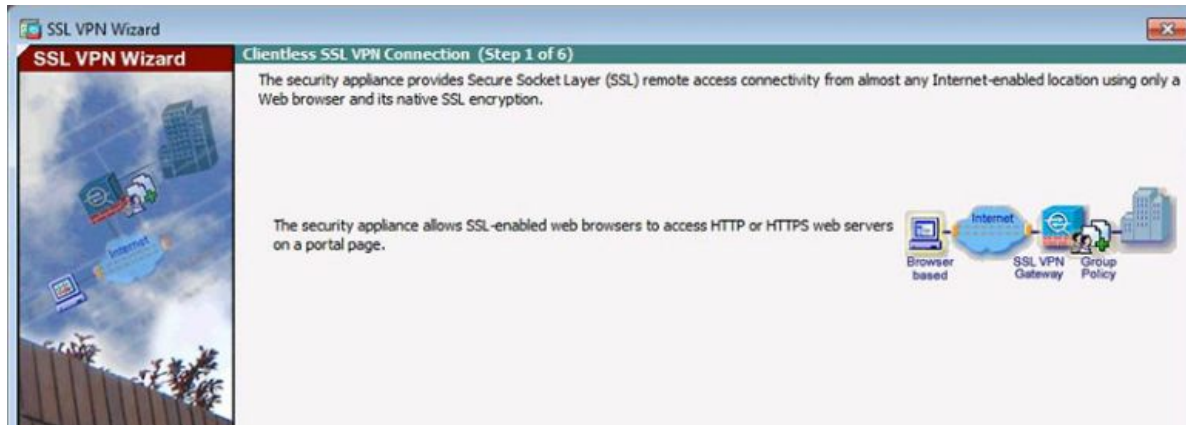 SSL VPN Wizard
SSL VPN Wizard
Clientless SSL VPN Connection (Step 1 of 6)
The security appliance provides Secure Socket Layer (SSL) remote access connectivity from almost any Internet-enabled location using only a
Web browser and its native SSL encryption.
The security appliance allows SSL-enabled web browsers to access HTTP or HTTPS web servers
on a portal page.
Internet
Browser
based
SSL VPN
Gateway
Group
Policy
Internet